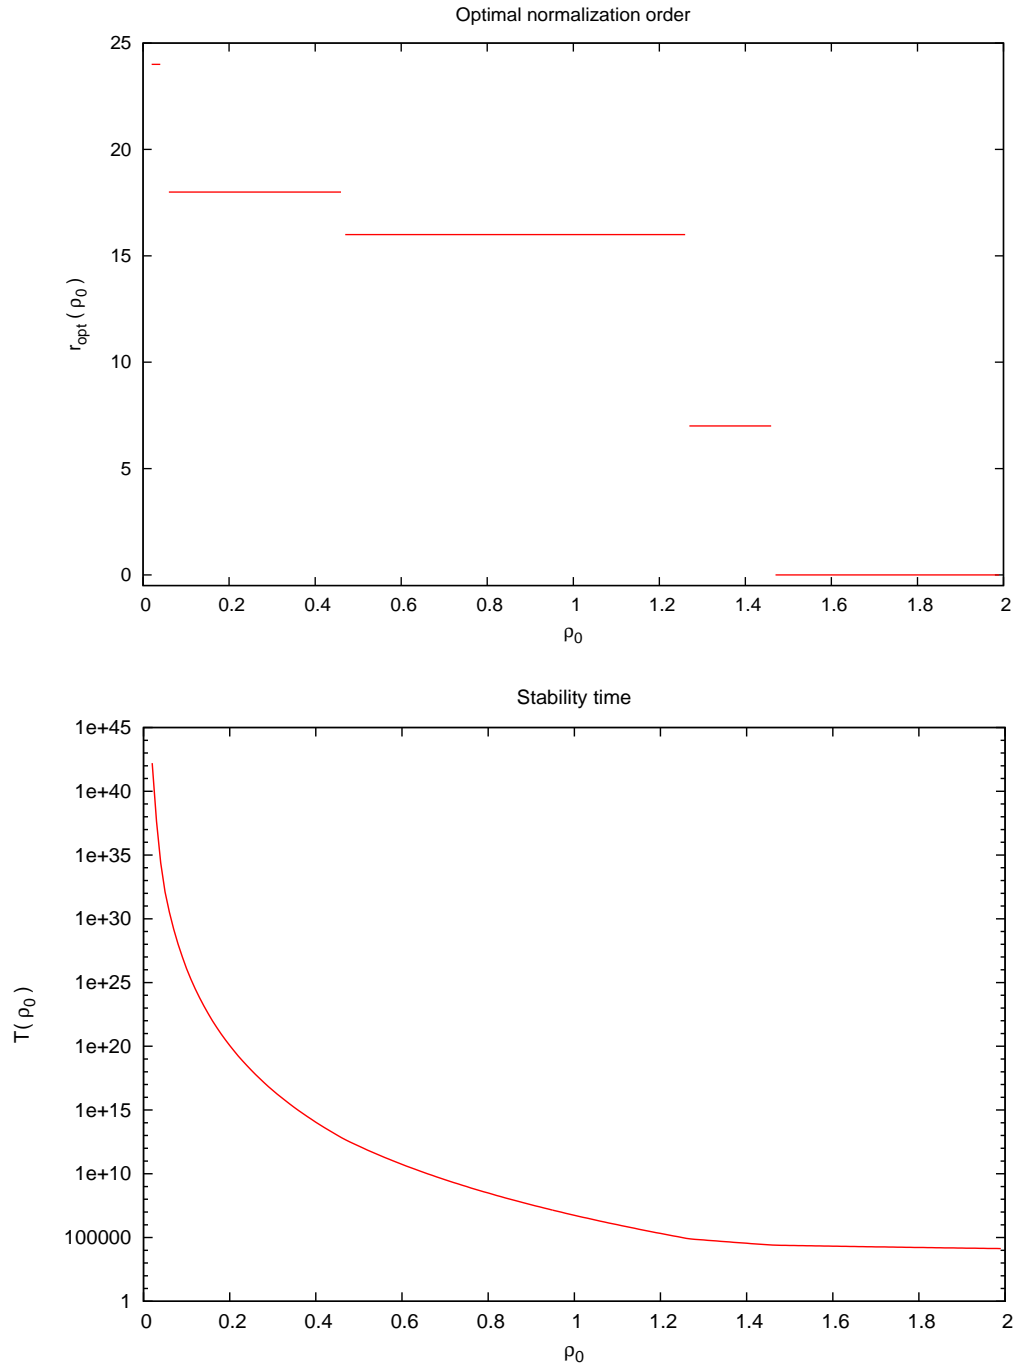 Optimal normalization order
25
20
15
10
5
0
r_opt ( ρ_0 )
0 0.2 0.4 0.6 0.8 1 1.2 1.4 1.6 1.8 2
ρ_0
Stability time
1e+45
1e+40
1e+35
1e+30
1e+25
1e+20
1e+15
1e+10
100000
1
T( ρ_0 )
0 0.2 0.4 0.6 0.8 1 1.2 1.4 1.6 1.8 2
ρ_0